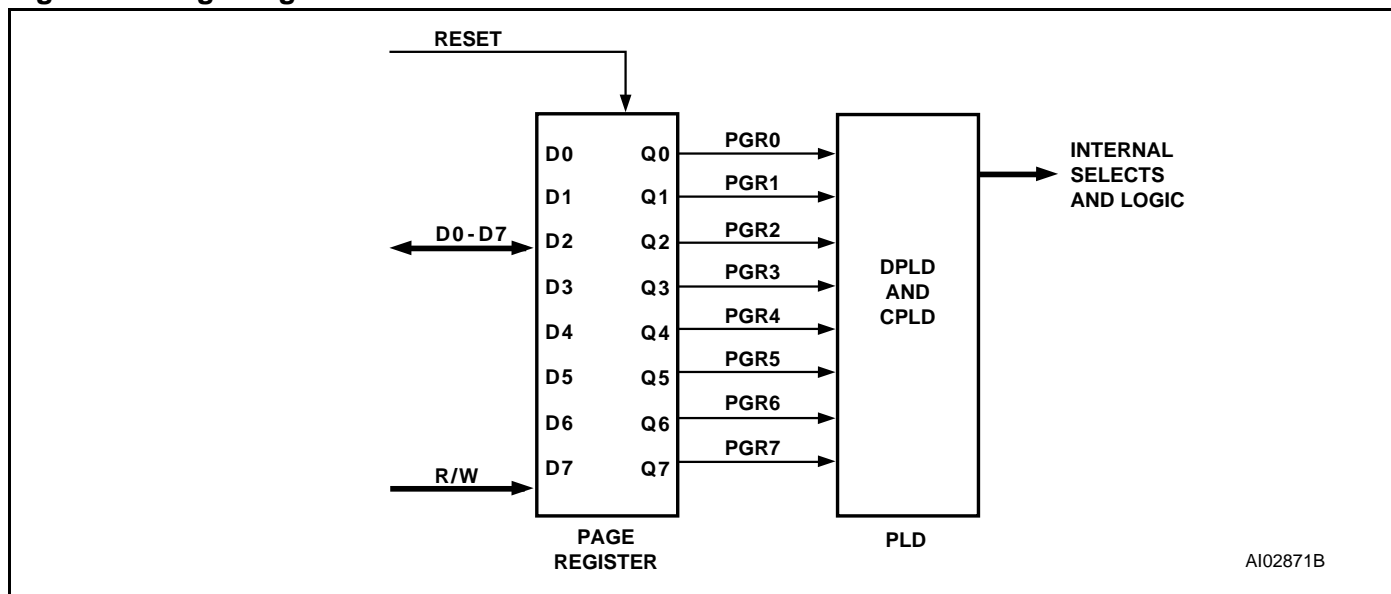 RESET
D0
D1
D0-D7
D2
D3
D4
D5
D6
D7
R/W
Q0
Q1
Q2
Q3
Q4
Q5
Q6
Q7
PGR0
PGR1
PGR2
PGR3
PGR4
PGR5
PGR6
PGR7
DPLD
AND
CPLD
INTERNAL
SELECTS
AND LOGIC
PAGE
REGISTER
PLD
AI02871B